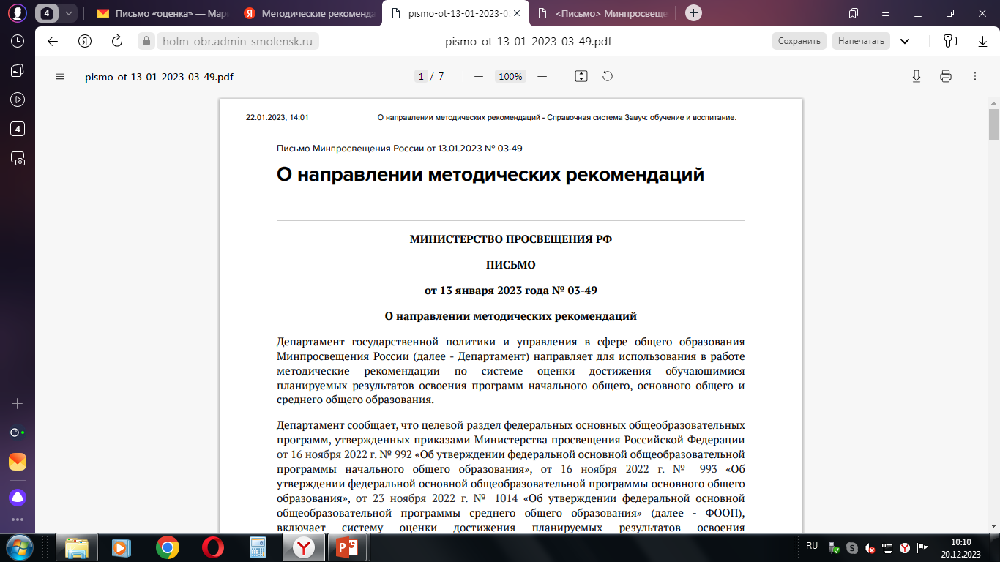 4
Письмо «оценка» — Мар
Методические рекоменда
pismo-ot-13-01-2023-0
<Письмо> Минпросвеще
holm-obr.admin-smolensk.ru
pismo-ot-13-01-2023-03-49.pdf
Сохранить
Напечатать
pismo-ot-13-01-2023-03-49.pdf
1 / 7
100%
4
22.01.2023, 14:01
О направлении методических рекомендаций - Справочная система Завуч: обучение и воспитание.
Письмо Минпросвещения России от 13.01.2023 № 03-49
О направлении методических рекомендаций
МИНИСТЕРСТВО ПРОСВЕЩЕНИЯ РФ
ПИСЬМО
от 13 января 2023 года № 03-49
О направлении методических рекомендаций
Департамент государственной политики и управления в сфере общего образования
Минпросвещения России (далее - Департамент) направляет для использования в работе
методические рекомендации по системе оценки достижения обучающимися
планируемых результатов освоения программ начального общего, основного общего и
среднего общего образования.
Департамент сообщает, что целевой раздел федеральных основных общеобразовательных
программ, утвержденных приказами Министерства просвещения Российской Федерации
от 16 ноября 2022 г. № 992 «Об утверждении федеральной основной общеобразовательной
программы начального общего образования», от 16 ноября 2022 г. № 993 «Об
утверждении федеральной основной общеобразовательной программы основного общего
образования», от 23 ноября 2022 г. № 1014 «Об утверждении федеральной основной
общеобразовательной программы среднего общего образования» (далее - ФООП),
включает систему оценки достижения планируемых результатов освоения
RU
10:10
20.12.2023